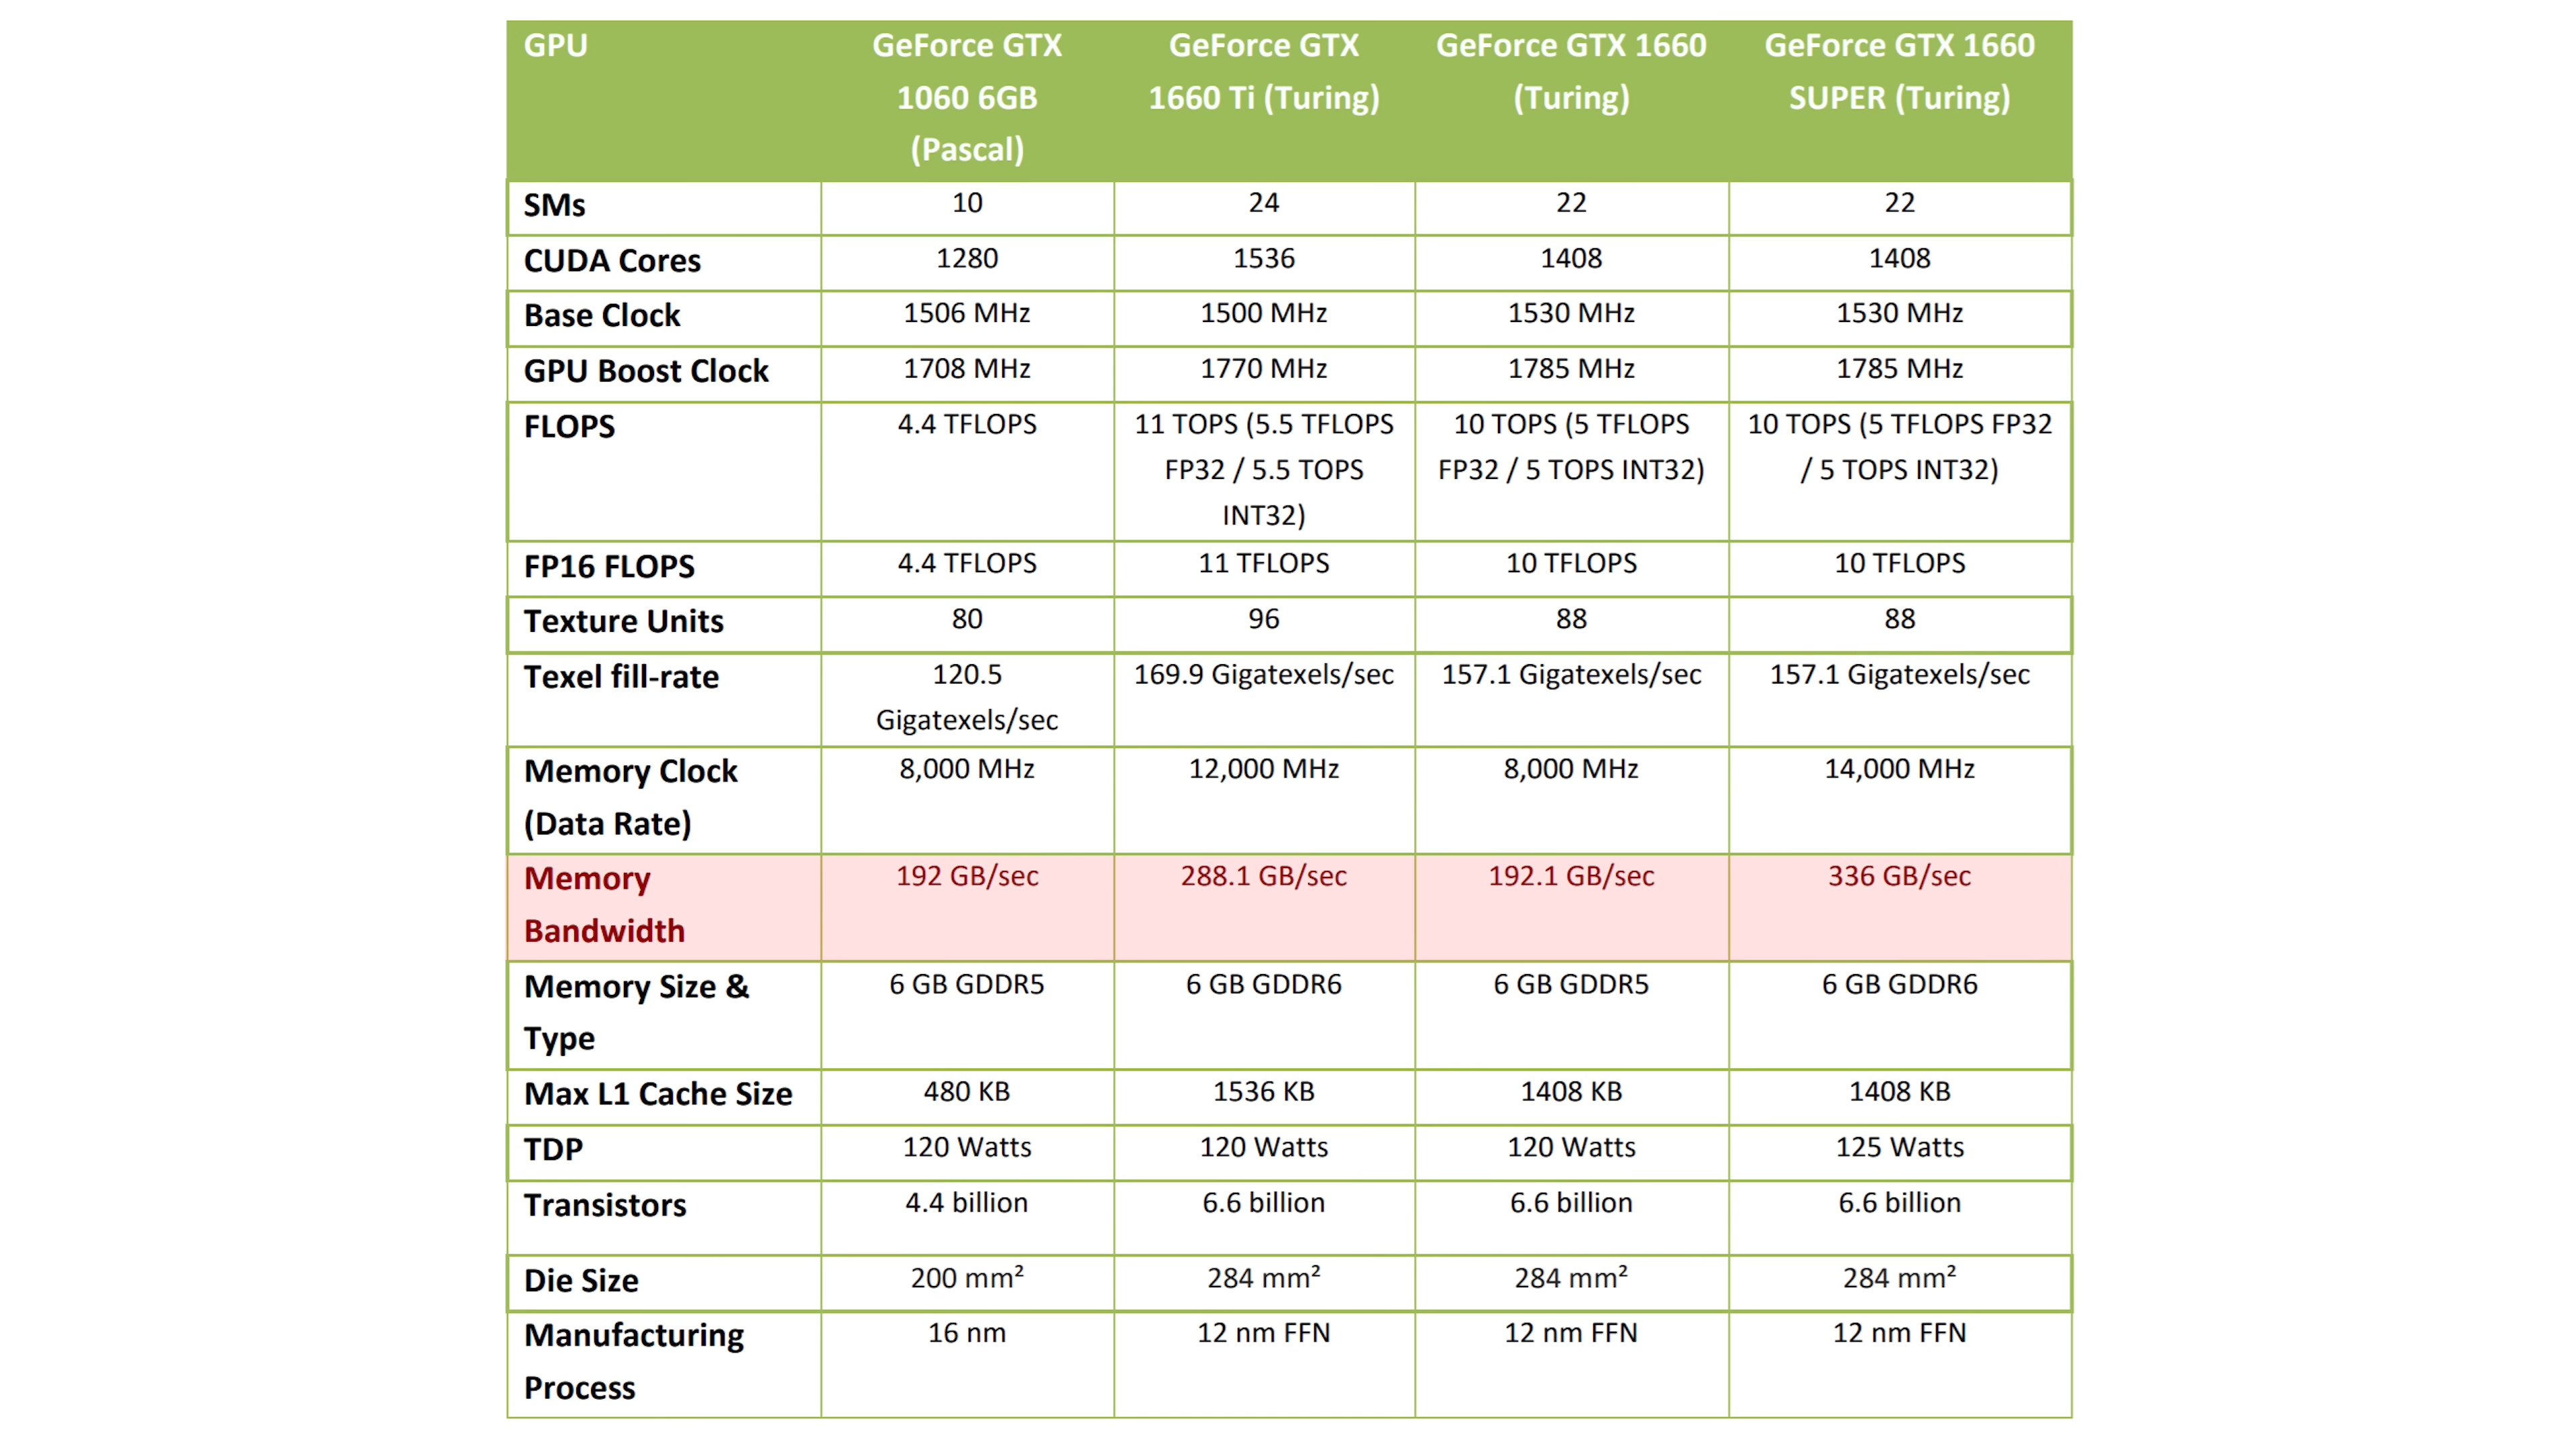 GPU
GeForce GTX
1060 6GB
(Pascal)
GeForce GTX
1660 Ti (Turing)
GeForce GTX 1660
(Turing)
GeForce GTX 1660
SUPER (Turing)
SMs
10
24
22
22
CUDA Cores
1280
1536
1408
1408
Base Clock
1506 MHz
1500 MHz
1530 MHz
1530 MHz
GPU Boost Clock
1708 MHz
1770 MHz
1785 MHz
1785 MHz
FLOPS
4.4 TFLOPS
11 TOPS (5.5 TFLOPS
FP32 / 5.5 TOPS
INT32)
10 TOPS (5 TFLOPS
FP32 / 5 TOPS INT32)
10 TOPS (5 TFLOPS FP32
/ 5 TOPS INT32)
FP16 FLOPS
4.4 TFLOPS
11 TFLOPS
10 TFLOPS
10 TFLOPS
Texture Units
80
96
88
88
Texel fill-rate
120.5
Gigatexels/sec
169.9 Gigatexels/sec
157.1 Gigatexels/sec
157.1 Gigatexels/sec
Memory Clock
(Data Rate)
8,000 MHz
12,000 MHz
8,000 MHz
14,000 MHz
Memory
Bandwidth
192 GB/sec
288.1 GB/sec
192.1 GB/sec
336 GB/sec
Memory Size &
Type
6 GB GDDR5
6 GB GDDR6
6 GB GDDR5
6 GB GDDR6
Max L1 Cache Size
480 KB
1536 KB
1408 KB
1408 KB
TDP
120 Watts
120 Watts
120 Watts
125 Watts
Transistors
4.4 billion
6.6 billion
6.6 billion
6.6 billion
Die Size
200 mm²
284 mm²
284 mm²
284 mm²
Manufacturing
Process
16 nm
12 nm FFN
12 nm FFN
12 nm FFN